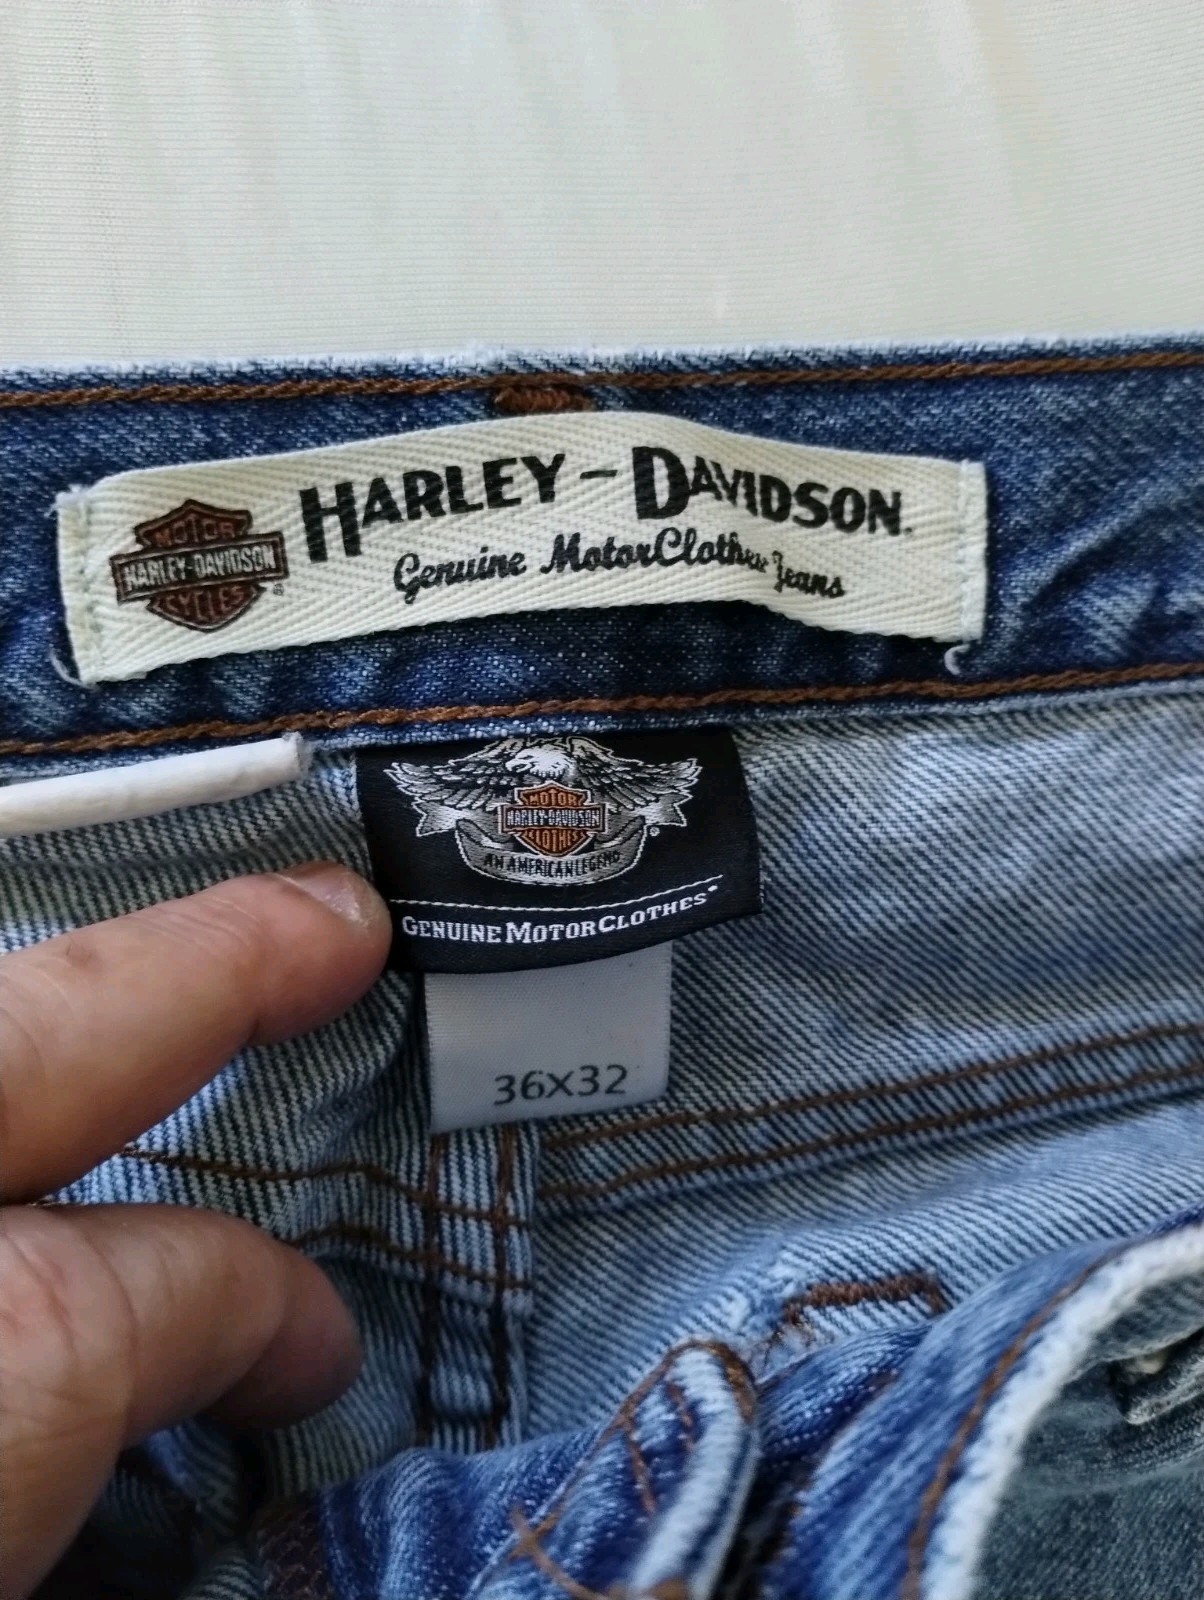 MOTOR
HARLEY-DAVIDSON
CYCLES
®
HARLEY-DAVIDSON.
Genuine MotorClothes Jeans
MOTOR
HARLEY-DAVIDSON
CLOTHES
®
AN AMERICAN LEGEND
GENUINE MOTORCLOTHES®
36X32